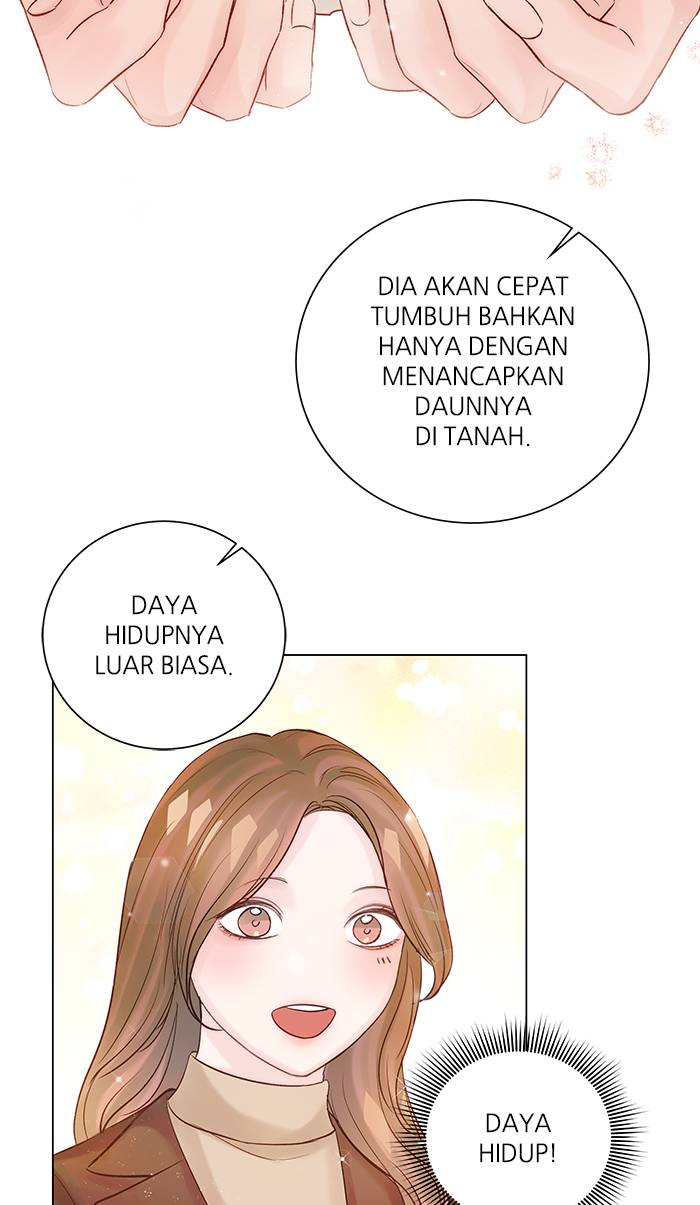 DIA AKAN CEPAT
TUMBUH BAHKAN
HANYA DENGAN
MENANCAPKAN
DAUNNYA
DI TANAH.
DAYA
HIDUPNYA
LUAR BIASA.
DAYA
HIDUP!